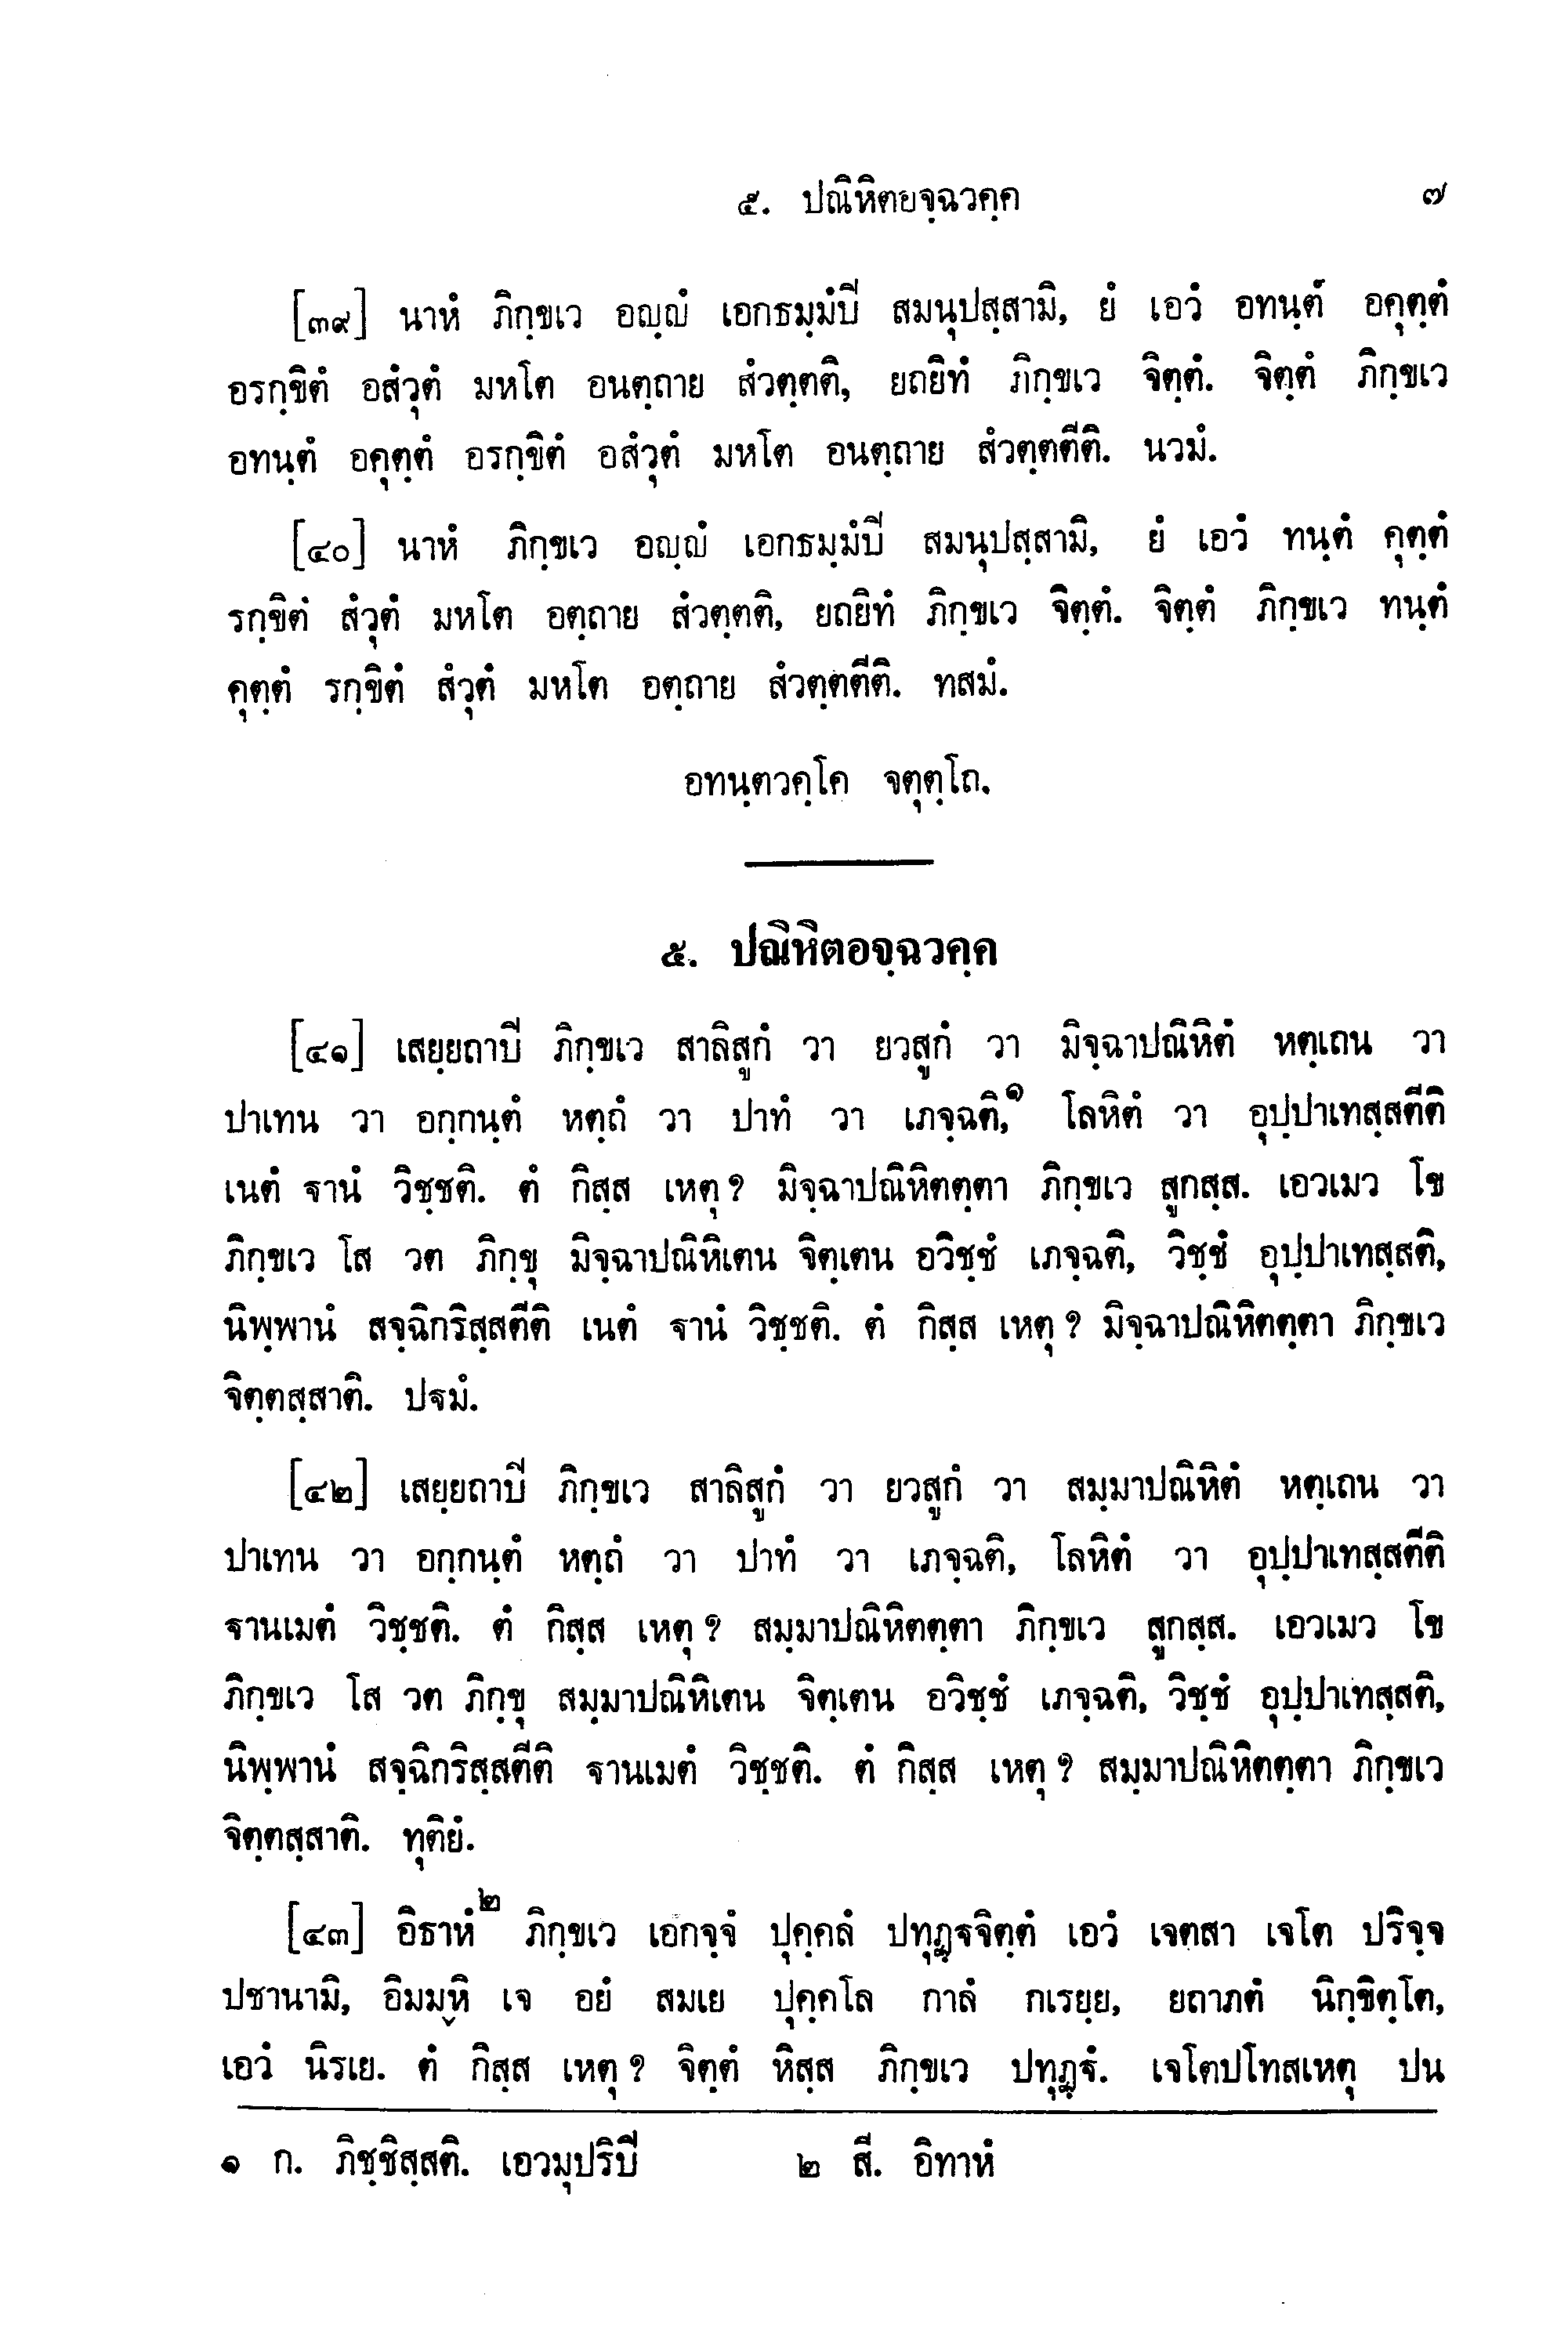 ๕. ปณิหิตยจฺฉวคฺค ๗
[๓๙] นาหํ ภิกฺขเว อญฺญํ เอกธมฺมํปิ สมนุปสฺสามิ, ยํ เอวํ อทนฺตํ อคุตฺตํ
อรกฺขิตํ อสํวุตํ มหโต อนตฺถาย สํวตฺตติ, ยถยิทํ ภิกฺขเว จิตฺตํ. จิตฺตํ ภิกฺขเว
อทนฺตํ อคุตฺตํ อรกฺขิตํ อสํวุตํ มหโต อนตฺถาย สํวตฺตตีติ. นวมํ.
[๔๐] นาหํ ภิกฺขเว อญฺญํ เอกธมฺมํปิ สมนุปสฺสามิ, ยํ เอวํ ทนฺตํ คุตฺตํ
รกฺขิตํ สํวุตํ มหโต อตฺถาย สํวตฺตติ, ยถยิทํ ภิกฺขเว จิตฺตํ. จิตฺตํ ภิกฺขเว ทนฺตํ
คุตฺตํ รกฺขิตํ สํวุตํ มหโต อตฺถาย สํวตฺตตีติ. ทสมํ.
อทนฺตวคฺโค จตุตฺโถ.
๕. ปณิหิตอจฺฉวคฺค
[๔๑] เสยฺยถาปิ ภิกฺขเว สาลิสูกํ วา ยวสูกํ วา มิจฺฉาปณิหิตํ หตฺเถน วา
ปาเทน วา อกฺกนฺตํ หตฺถํ วา ปาทํ วา เภจฺฉติ,๑ โลหิตํ วา อุปฺปาเทสฺสตีติ
เนตํ ฐานํ วิชฺชติ. ตํ กิสฺส เหตุ ? มิจฺฉาปณิหิตตฺตา ภิกฺขเว สูกสฺส. เอวเมว โข
ภิกฺขเว โส วต ภิกฺขุ มิจฺฉาปณิหิเตน จิตฺเตน อวิชฺชํ เภจฺฉติ, วิชฺชํ อุปฺปาเทสฺสติ,
นิพฺพานํ สจฺฉิกริสฺสตีติ เนตํ ฐานํ วิชฺชติ. ตํ กิสฺส เหตุ ? มิจฺฉาปณิหิตตฺตา ภิกฺขเว
จิตฺตสฺสาติ. ปฐมํ.
[๔๒] เสยฺยถาปิ ภิกฺขเว สาลิสูกํ วา ยวสูกํ วา สมฺมาปณิหิตํ หตฺเถน วา
ปาเทน วา อกฺกนฺตํ หตฺถํ วา ปาทํ วา เภจฺฉติ, โลหิตํ วา อุปฺปาเทสฺสตีติ
ฐานเมตํ วิชฺชติ. ตํ กิสฺส เหตุ ? สมฺมาปณิหิตตฺตา ภิกฺขเว สูกสฺส. เอวเมว โข
ภิกฺขเว โส วต ภิกฺขุ สมฺมาปณิหิเตน จิตฺเตน อวิชฺชํ เภจฺฉติ, วิชฺชํ อุปฺปาเทสฺสติ,
นิพฺพานํ สจฺฉิกริสฺสตีติ ฐานเมตํ วิชฺชติ. ตํ กิสฺส เหตุ ? สมฺมาปณิหิตตฺตา ภิกฺขเว
จิตฺตสฺสาติ. ทุติยํ.
[๔๓] อิธาหํ๒ ภิกฺขเว เอกจฺจํ ปุคฺคลํ ปทุฏฺฐจิตฺตํ เอวํ เจตสา เจโต ปริจฺจ
ปชานามิ, อิมมฺหิ เจ อยํ สมเย ปุคฺคโล กาลํ กเรยฺย, ยถาภตํ นิกฺขิตฺโต,
เอวํ นิรเย. ตํ กิสฺส เหตุ ? จิตฺตํ หิสฺส ภิกฺขเว ปทุฏฺฐํ. เจโตปโทสเหตุ ปน
๑ ก. ภิชฺชิสฺสติ. เอวมุปริปิ ๒ สี. อิทาหํ